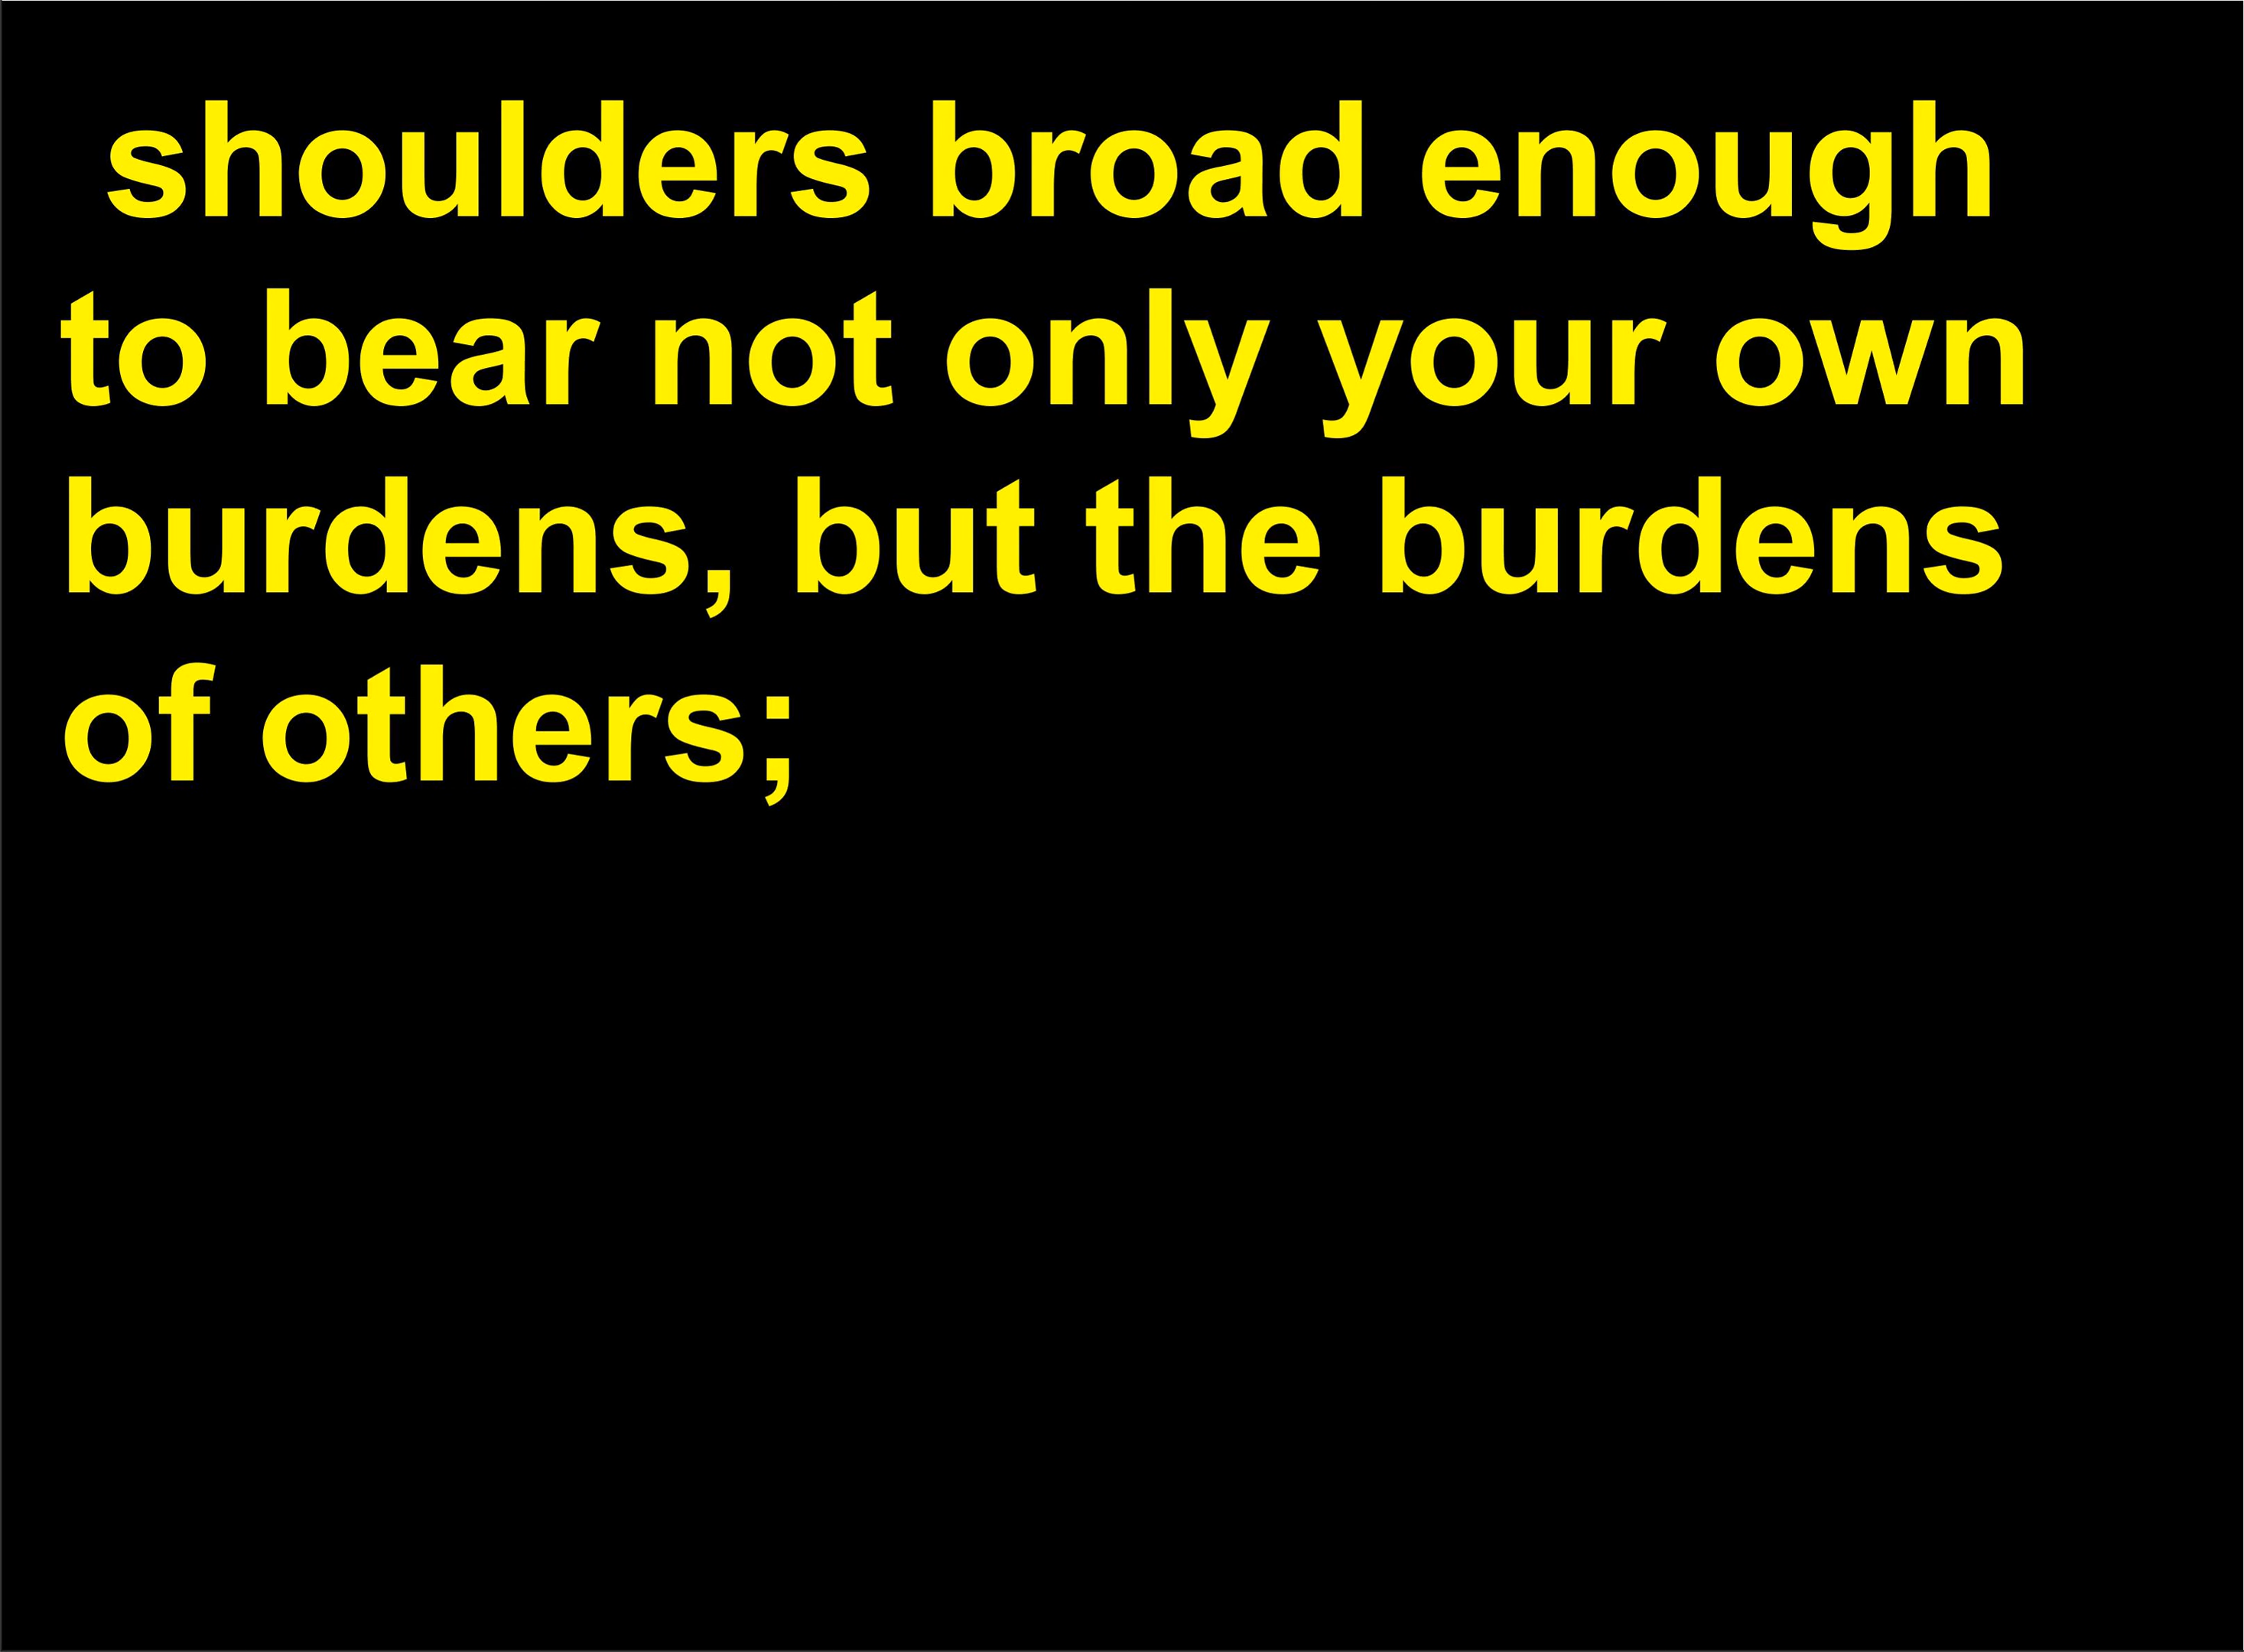 shoulders broad enough
to bear not only your own
burdens, but the burdens
of others;